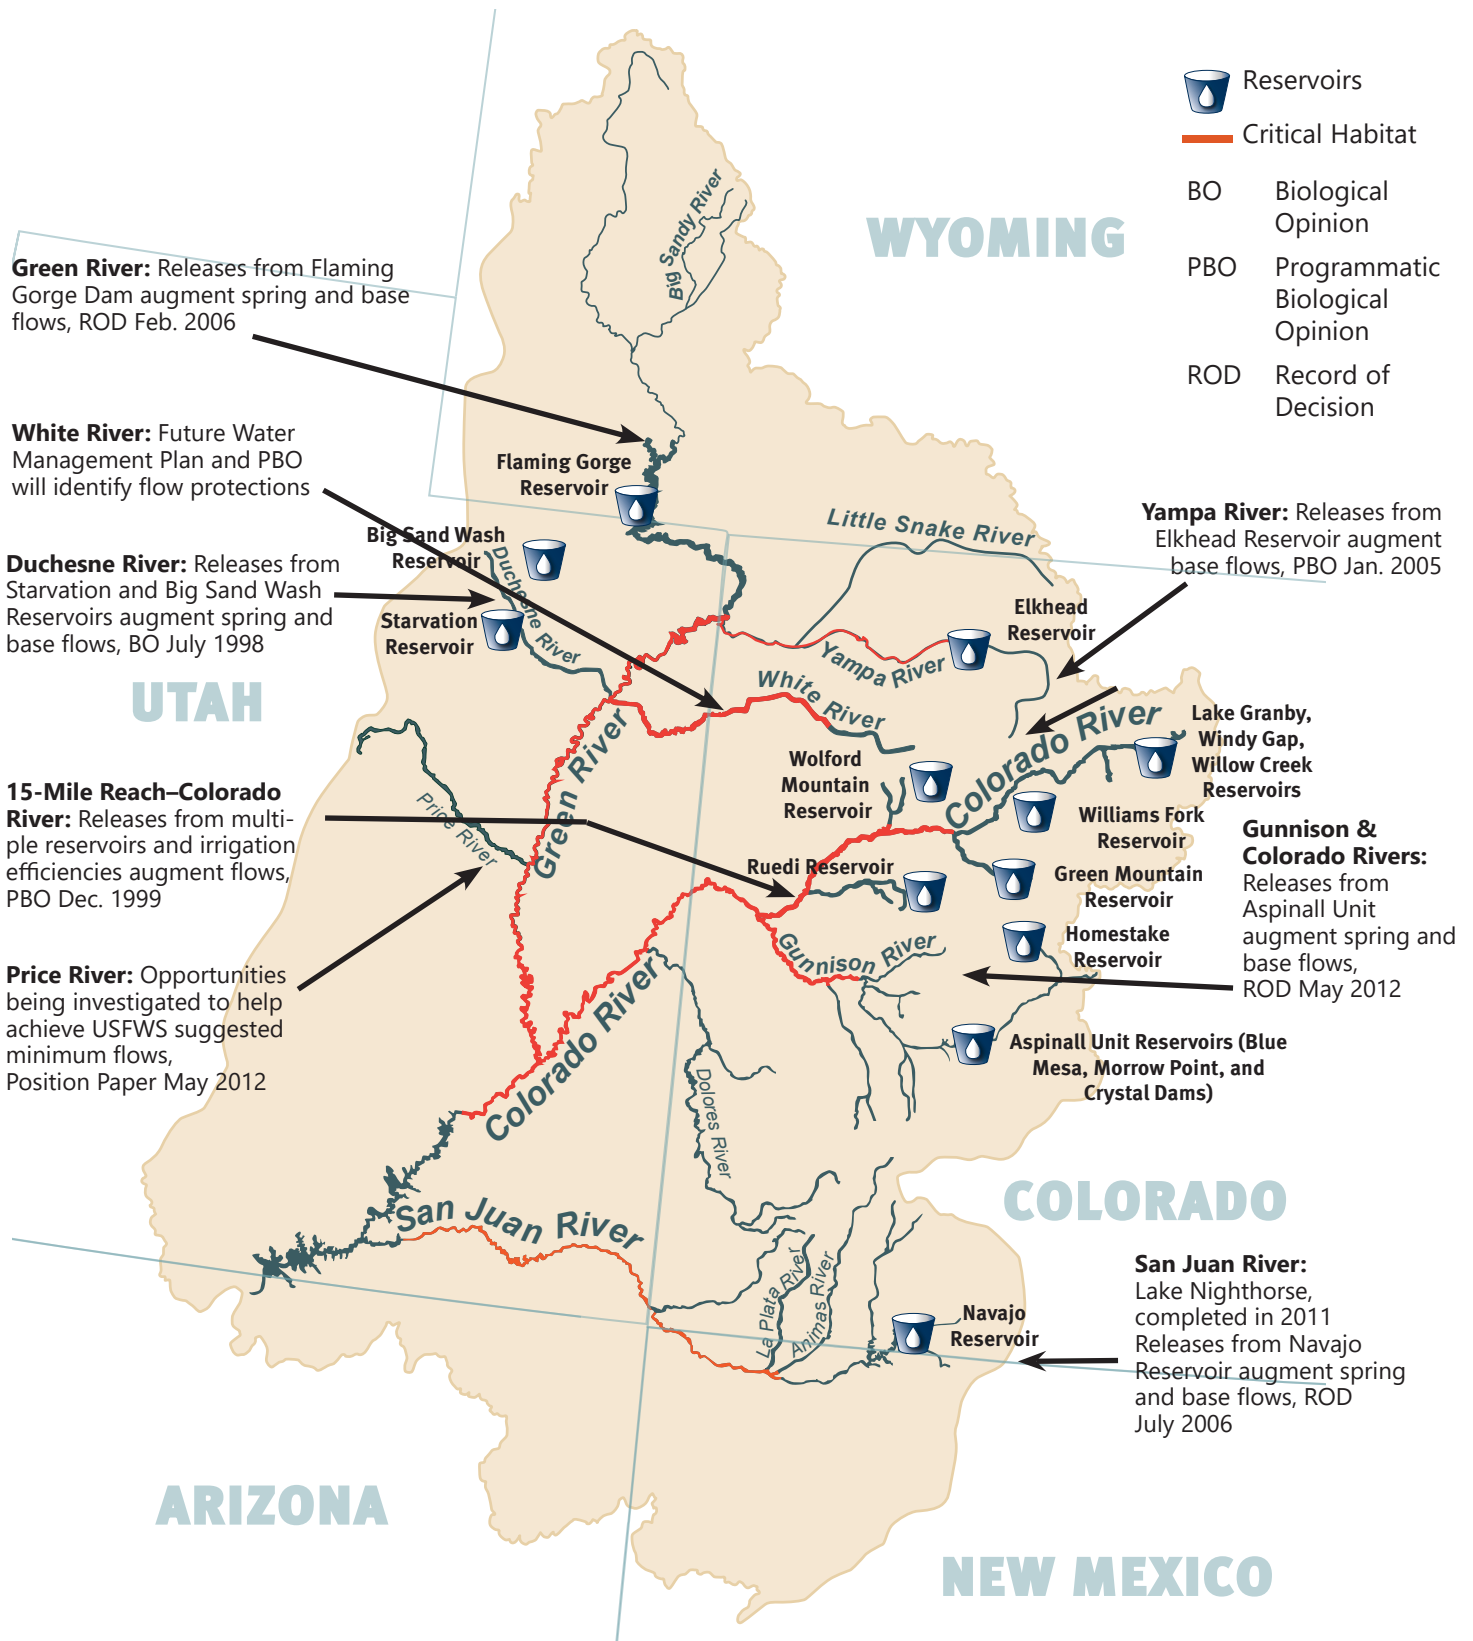 Reservoirs
Critical Habitat
BO Biological
Opinion
PBO Programmatic
Biological
Opinion
ROD Record of
Decision
WYOMING
Big Sandy River
Green River: Releases from Flaming
Gorge Dam augment spring and base
flows, ROD Feb. 2006
White River: Future Water
Management Plan and PBO
will identify flow protections
Flaming Gorge
Reservoir
Little Snake River
Yampa River: Releases from
Elkhead Reservoir augment
base flows, PBO Jan. 2005
Big Sand Wash
Reservoir
Duchesne River: Releases from
Starvation and Big Sand Wash
Reservoirs augment spring and
base flows, BO July 1998
Duchesne River
Starvation
Reservoir
Elkhead
Reservoir
Yampa River
White River
UTAH
Colorado River
Lake Granby,
Windy Gap,
Willow Creek
Reservoirs
Wolford
Mountain
Reservoir
Green River
Price River
15-Mile Reach–Colorado
River: Releases from multi-
ple reservoirs and irrigation
efficiencies augment flows,
PBO Dec. 1999
Williams Fork
Reservoir
Ruedi Reservoir
Green Mountain
Reservoir
Gunnison &
Colorado Rivers:
Releases from
Aspinall Unit
augment spring and
base flows,
ROD May 2012
Homestake
Reservoir
Gunnison River
Price River: Opportunities
being investigated to help
achieve USFWS suggested
minimum flows,
Position Paper May 2012
Colorado River
Aspinall Unit Reservoirs (Blue
Mesa, Morrow Point, and
Crystal Dams)
Dolores River
COLORADO
San Juan River
La Plata River
Animas River
Navajo
Reservoir
San Juan River:
Lake Nighthorse,
completed in 2011
Releases from Navajo
Reservoir augment spring
and base flows, ROD
July 2006
ARIZONA
NEW MEXICO